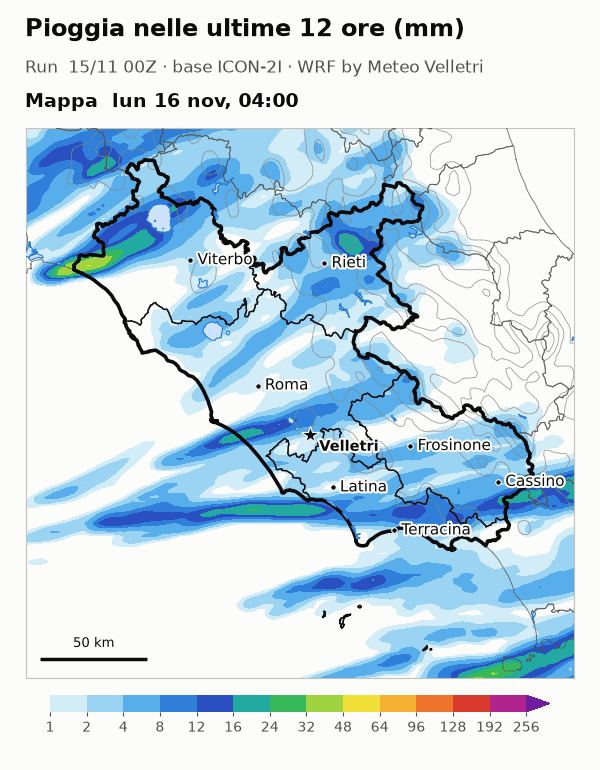 Pioggia nelle ultime 12 ore (mm)
Run 15/11 00Z · base ICON-2I · WRF by Meteo Velletri
Mappa lun 16 nov, 04:00
Viterbo
Rieti
Roma
Velletri
Frosinone
Latina
Cassino
Terracina
50 km
1 2 4 8 12 16 24 32 48 64 96 128 192 256